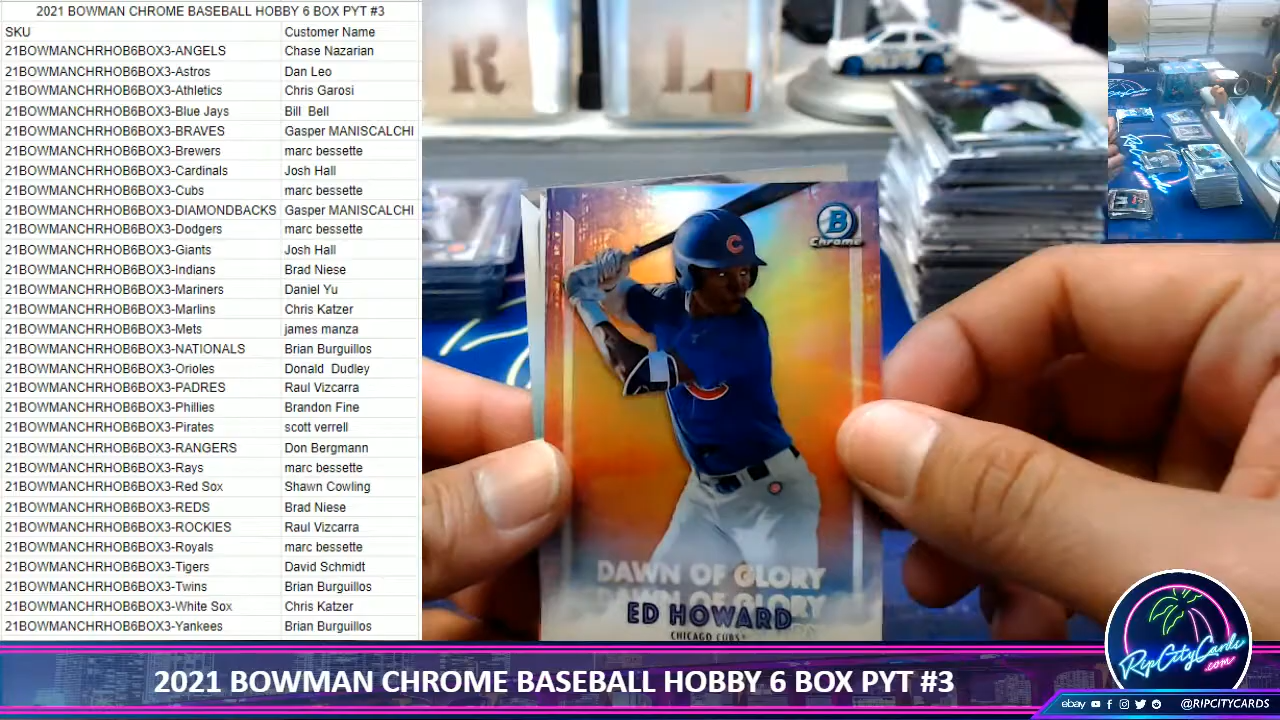 2021 BOWMAN CHROME BASEBALL HOBBY 6 BOX PYT #3
SKU Customer Name
21BOWMANCHRHOB6BOX3-ANGELS Chase Nazarian
21BOWMANCHRHOB6BOX3-Astros Dan Leo
21BOWMANCHRHOB6BOX3-Athletics Chris Garosi
21BOWMANCHRHOB6BOX3-Blue Jays Bill Bell
21BOWMANCHRHOB6BOX3-BRAVES Gasper MANISCALCHI
21BOWMANCHRHOB6BOX3-Brewers marc bessette
21BOWMANCHRHOB6BOX3-Cardinals Josh Hall
21BOWMANCHRHOB6BOX3-Cubs marc bessette
21BOWMANCHRHOB6BOX3-DIAMONDBACKS Gasper MANISCALCHI
21BOWMANCHRHOB6BOX3-Dodgers marc bessette
21BOWMANCHRHOB6BOX3-Giants Josh Hall
21BOWMANCHRHOB6BOX3-Indians Brad Niese
21BOWMANCHRHOB6BOX3-Mariners Daniel Yu
21BOWMANCHRHOB6BOX3-Marlins Chris Katzer
21BOWMANCHRHOB6BOX3-Mets james manza
21BOWMANCHRHOB6BOX3-NATIONALS Brian Burguillos
21BOWMANCHRHOB6BOX3-Orioles Donald Dudley
21BOWMANCHRHOB6BOX3-PADRES Raul Vizcarra
21BOWMANCHRHOB6BOX3-Phillies Brandon Fine
21BOWMANCHRHOB6BOX3-Pirates scott verrell
21BOWMANCHRHOB6BOX3-RANGERS Don Bergmann
21BOWMANCHRHOB6BOX3-Rays marc bessette
21BOWMANCHRHOB6BOX3-Red Sox Shawn Cowling
21BOWMANCHRHOB6BOX3-REDS Brad Niese
21BOWMANCHRHOB6BOX3-ROCKIES Raul Vizcarra
21BOWMANCHRHOB6BOX3-Royals marc bessette
21BOWMANCHRHOB6BOX3-Tigers David Schmidt
21BOWMANCHRHOB6BOX3-Twins Brian Burguillos
21BOWMANCHRHOB6BOX3-White Sox Chris Katzer
21BOWMANCHRHOB6BOX3-Yankees Brian Burguillos
R L
B
Chrome
C
DAWN OF GLORY
DAWN OF GLORY
ED HOWARD
CHICAGO CUBS
RipCityCards
.com
2021 BOWMAN CHROME BASEBALL HOBBY 6 BOX PYT #3
ebay @RIPCITYCARDS